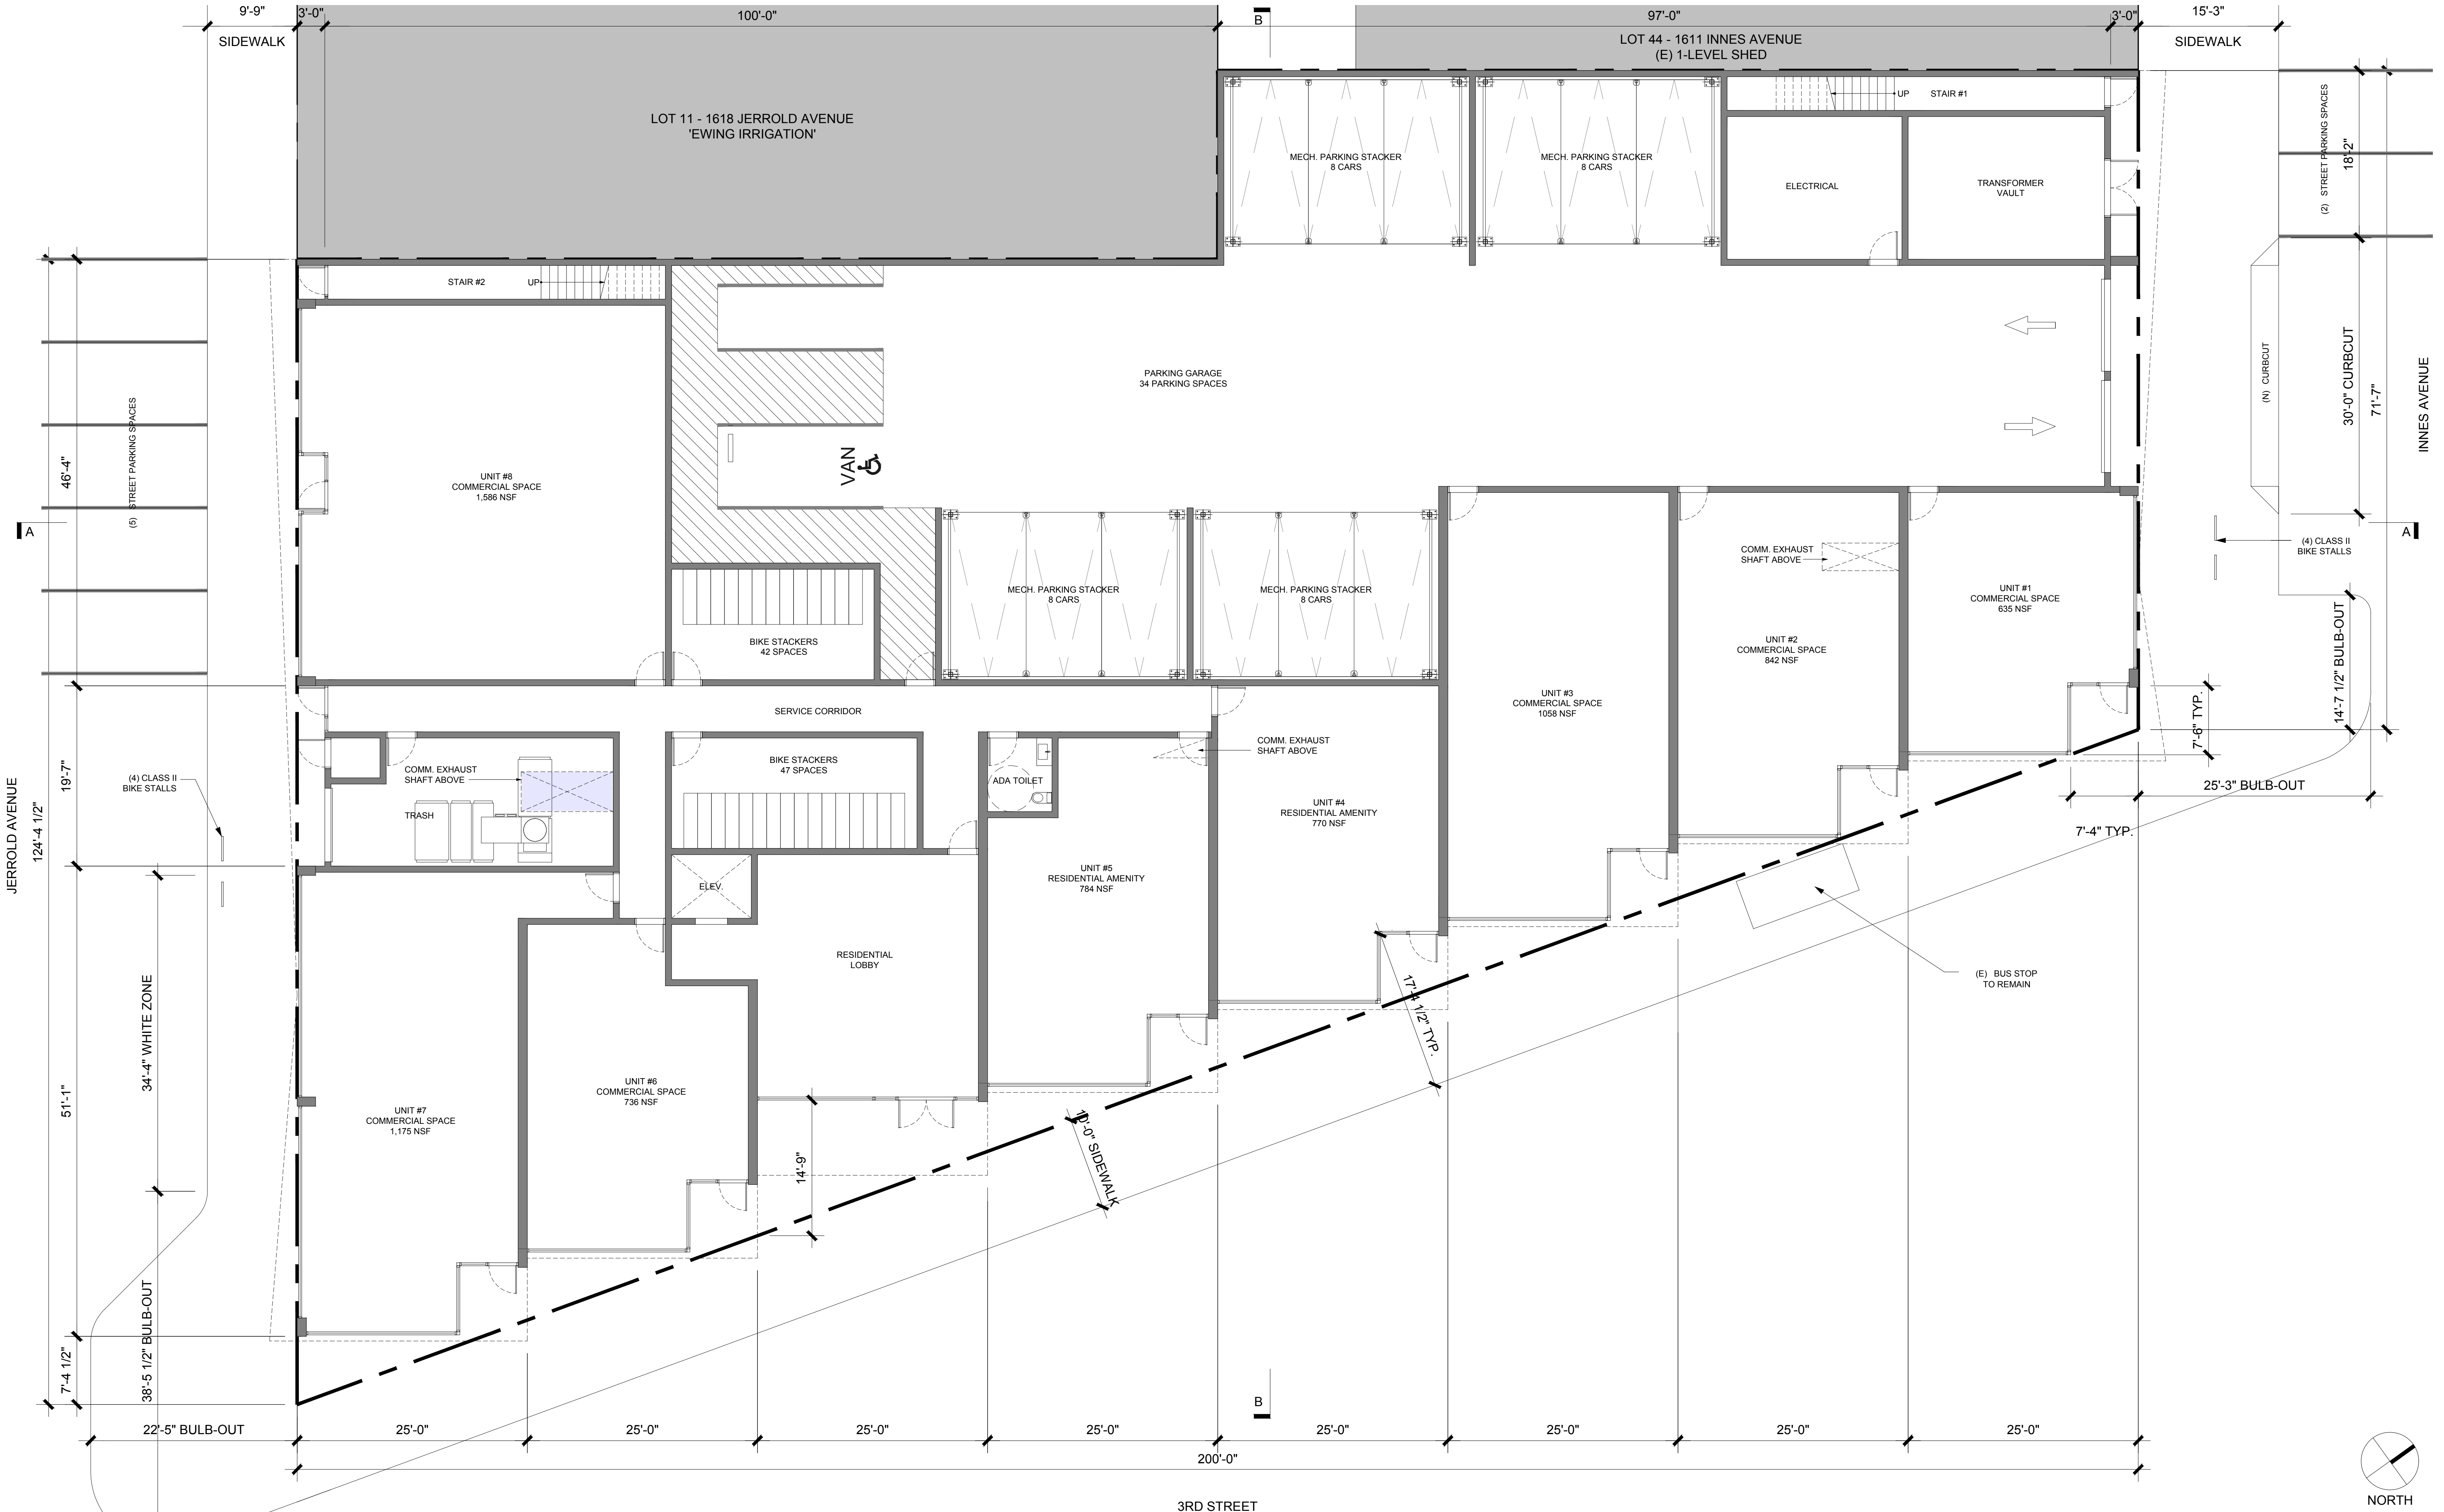 9'-9"
3'-0"
100'-0"
B
97'-0"
3'-0"
15'-3"
SIDEWALK
LOT 44 - 1611 INNES AVENUE
(E) 1-LEVEL SHED
SIDEWALK
LOT 11 - 1618 JERROLD AVENUE
'EWING IRRIGATION'
MECH. PARKING STACKER
8 CARS
MECH. PARKING STACKER
8 CARS
UP
STAIR #1
ELECTRICAL
TRANSFORMER
VAULT
(2) STREET PARKING SPACES
18'-2"
STAIR #2
UP
PARKING GARAGE
34 PARKING SPACES
(N) CURBCUT
30'-0" CURBCUT
71'-7"
INNES AVENUE
(5) STREET PARKING SPACES
46'-4"
VAN
UNIT #8
COMMERCIAL SPACE
1,586 NSF
A
A
COMM. EXHAUST
SHAFT ABOVE
(4) CLASS II
BIKE STALLS
MECH. PARKING STACKER
8 CARS
MECH. PARKING STACKER
8 CARS
UNIT #1
COMMERCIAL SPACE
635 NSF
BIKE STACKERS
42 SPACES
UNIT #2
COMMERCIAL SPACE
842 NSF
14'-7 1/2" BULB-OUT
UNIT #3
COMMERCIAL SPACE
1058 NSF
7'-6" TYP.
SERVICE CORRIDOR
COMM. EXHAUST
SHAFT ABOVE
BIKE STACKERS
47 SPACES
COMM. EXHAUST
SHAFT ABOVE
ADA TOILET
(4) CLASS II
BIKE STALLS
19'-7"
124'-4 1/2"
JERROLD AVENUE
TRASH
UNIT #4
RESIDENTIAL AMENITY
770 NSF
25'-3" BULB-OUT
7'-4" TYP.
ELEV.
UNIT #5
RESIDENTIAL AMENITY
784 NSF
RESIDENTIAL
LOBBY
(E) BUS STOP
TO REMAIN
34'-4" WHITE ZONE
17'-4 1/2" TYP.
51'-1"
UNIT #6
COMMERCIAL SPACE
736 NSF
UNIT #7
COMMERCIAL SPACE
1,175 NSF
14'-9"
10'-0" SIDEWALK
38'-5 1/2" BULB-OUT
7'-4 1/2"
B
22'-5" BULB-OUT
25'-0"
25'-0"
25'-0"
25'-0"
25'-0"
25'-0"
25'-0"
25'-0"
200'-0"
3RD STREET
NORTH